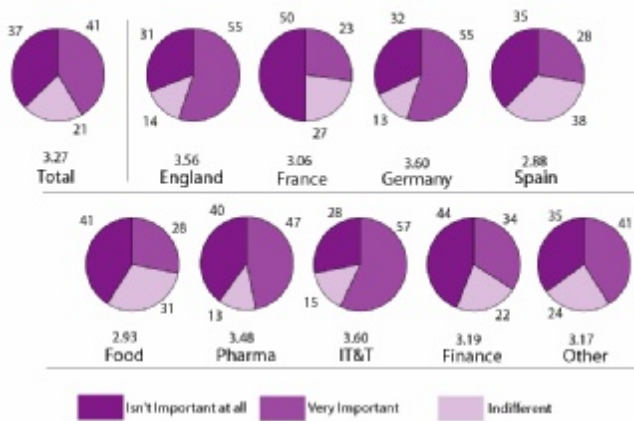 37 41 31 55 50 23 32 55 35 28
21 14 27 13 38
3.27 3.56 3.06 3.60 2.88
Total England France Germany Spain
41 28 40 47 28 57 44 34 35 41
31 13 15 22 24
2.93 3.48 3.60 3.19 3.17
Food Pharma IT&T Finance Other
Isn't Important at all Very Important Indifferent